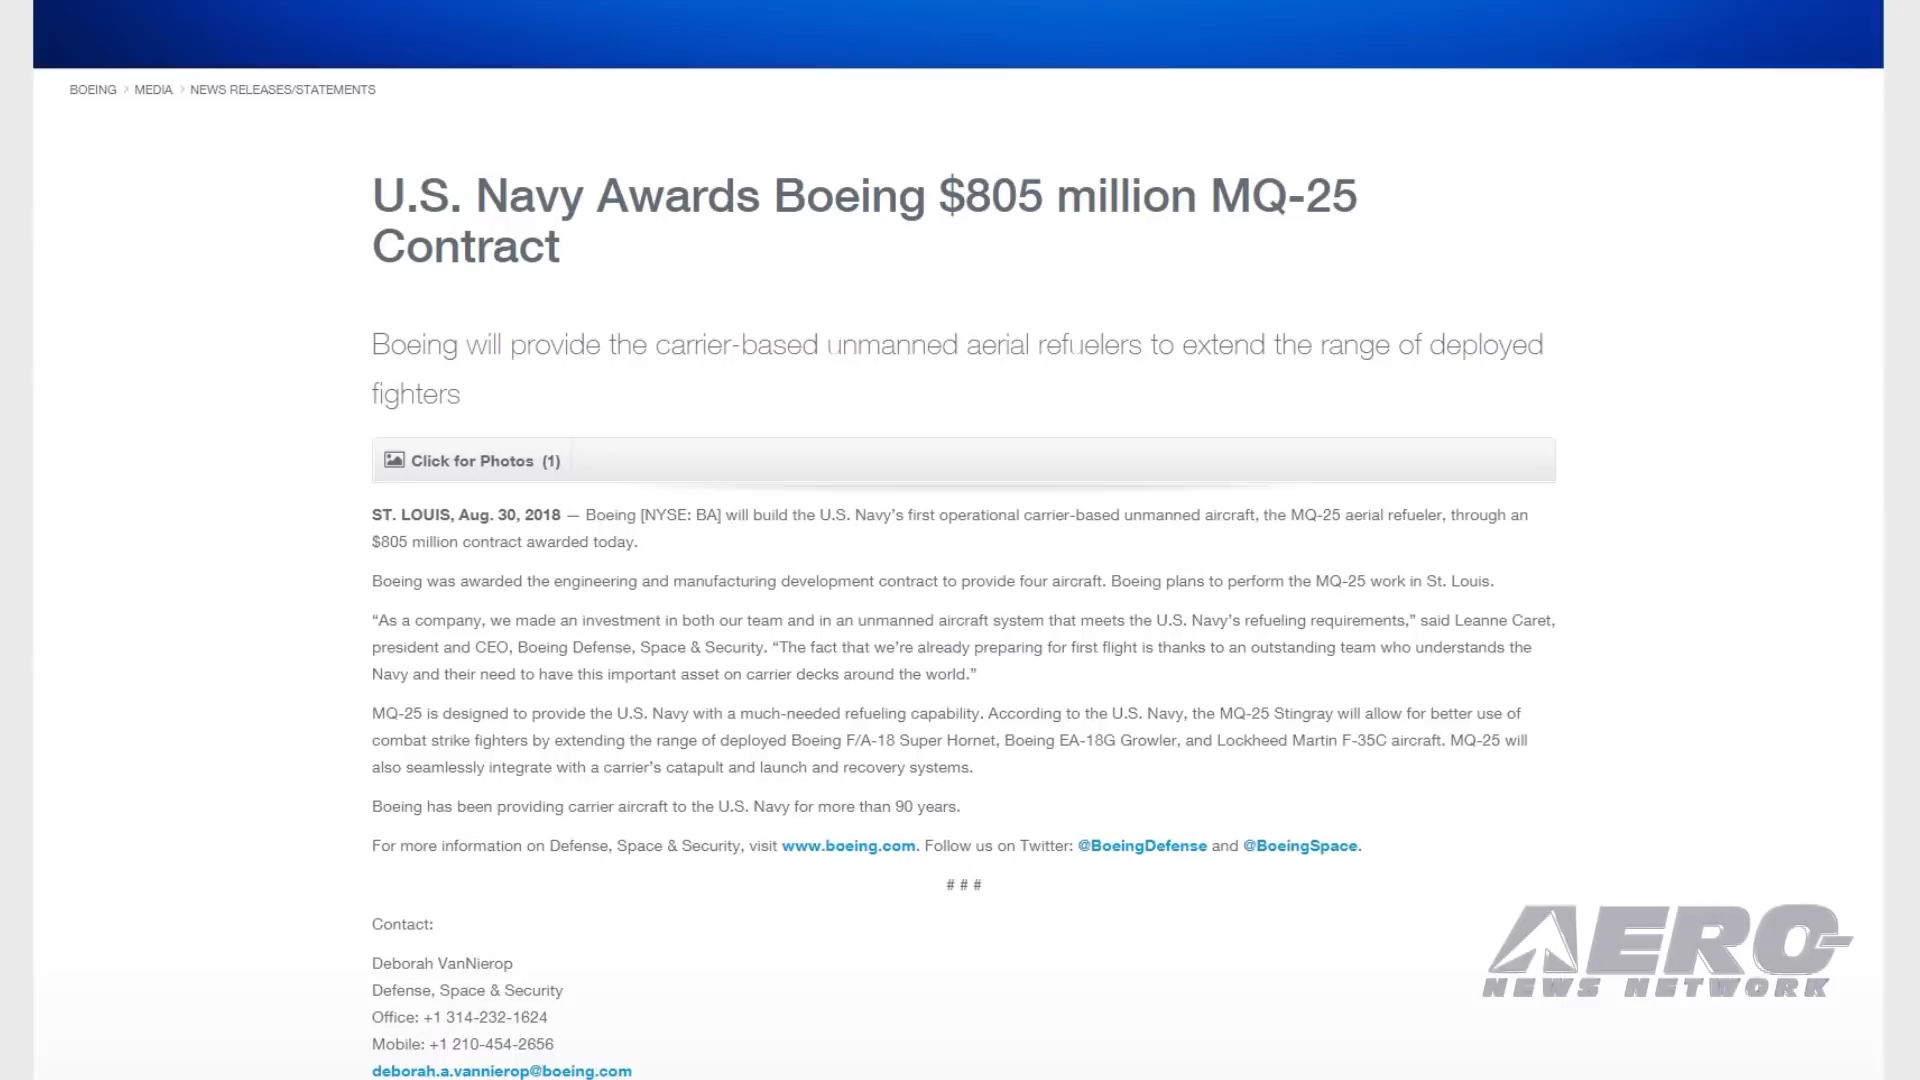 BOEING > MEDIA > NEWS RELEASES/STATEMENTS
U.S. Navy Awards Boeing $805 million MQ-25
Contract
Boeing will provide the carrier-based unmanned aerial refuelers to extend the range of deployed
fighters
Click for Photos (1)
ST. LOUIS, Aug. 30, 2018 — Boeing [NYSE: BA] will build the U.S. Navy’s first operational carrier-based unmanned aircraft, the MQ-25 aerial refueler, through an
$805 million contract awarded today.
Boeing was awarded the engineering and manufacturing development contract to provide four aircraft. Boeing plans to perform the MQ-25 work in St. Louis.
“As a company, we made an investment in both our team and in an unmanned aircraft system that meets the U.S. Navy’s refueling requirements,” said Leanne Caret,
president and CEO, Boeing Defense, Space & Security. “The fact that we’re already preparing for first flight is thanks to an outstanding team who understands the
Navy and their need to have this important asset on carrier decks around the world.”
MQ-25 is designed to provide the U.S. Navy with a much-needed refueling capability. According to the U.S. Navy, the MQ-25 Stingray will allow for better use of
combat strike fighters by extending the range of deployed Boeing F/A-18 Super Hornet, Boeing EA-18G Growler, and Lockheed Martin F-35C aircraft. MQ-25 will
also seamlessly integrate with a carrier’s catapult and launch and recovery systems.
Boeing has been providing carrier aircraft to the U.S. Navy for more than 90 years.
For more information on Defense, Space & Security, visit www.boeing.com. Follow us on Twitter: @BoeingDefense and @BoeingSpace.
# # #
Contact:
Deborah VanNierop
Defense, Space & Security
Office: +1 314-232-1624
Mobile: +1 210-454-2656
deborah.a.vannierop@boeing.com
AERO-
NEWS NETWORK